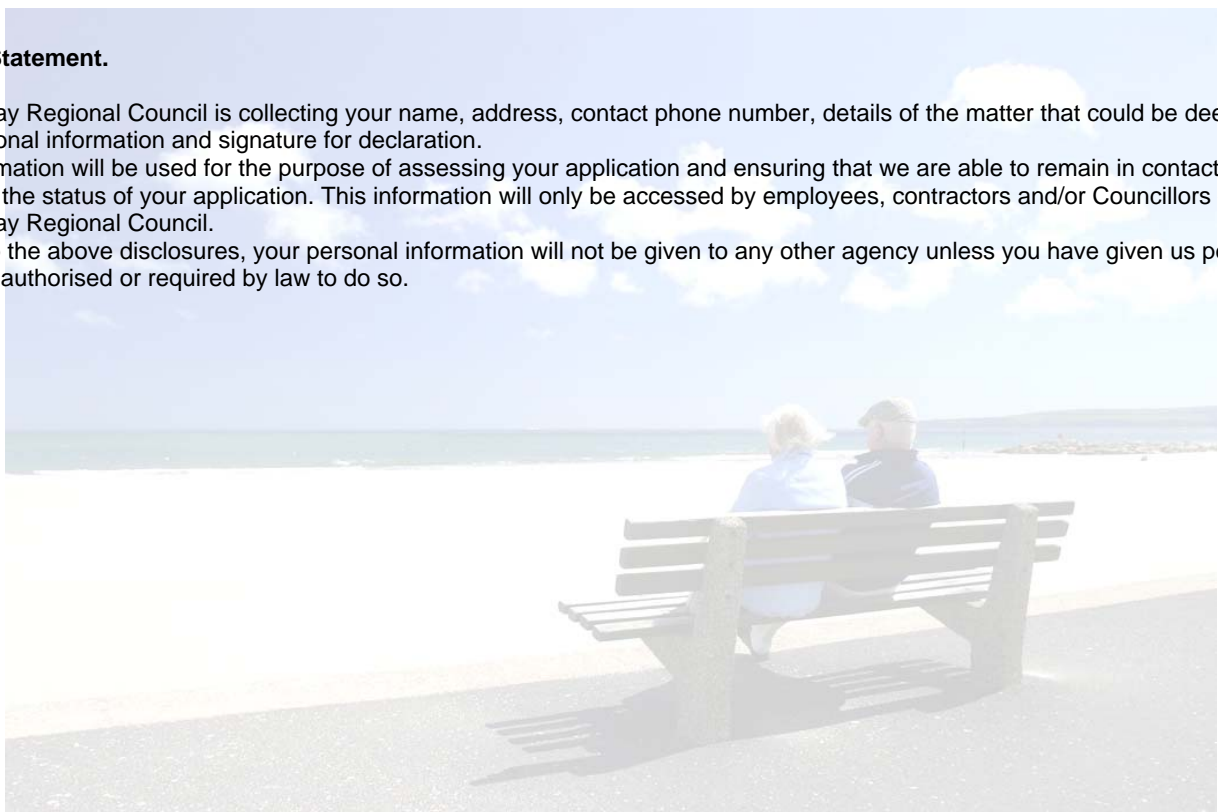 Statement.
ay Regional Council is collecting your name, address, contact phone number, details of the matter that could be dee
onal information and signature for declaration.
mation will be used for the purpose of assessing your application and ensuring that we are able to remain in contact
the status of your application. This information will only be accessed by employees, contractors and/or Councillors
ay Regional Council.
the above disclosures, your personal information will not be given to any other agency unless you have given us pe
authorised or required by law to do so.